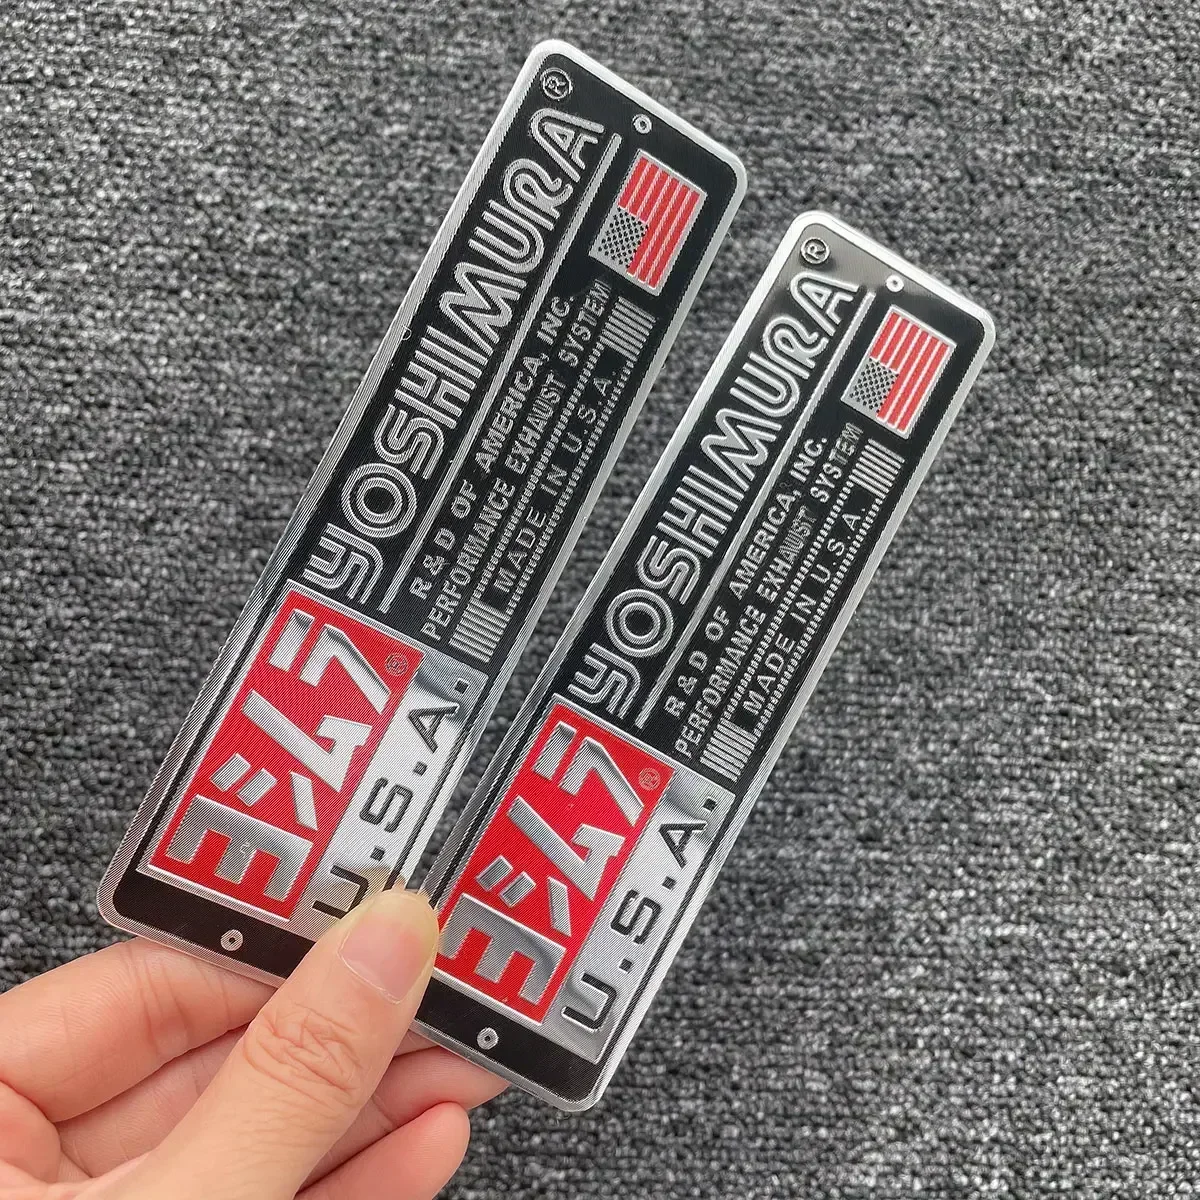 YOSHIMURA®
R&D OF AMERICA, INC.
PERFORMANCE EXHAUST SYSTEM
MADE IN U.S.A.
ヨシムラ®
U.S.A.
YOSHIMURA®
R&D OF AMERICA, INC.
PERFORMANCE EXHAUST SYSTEM
MADE IN U.S.A.
ヨシムラ®
U.S.A.